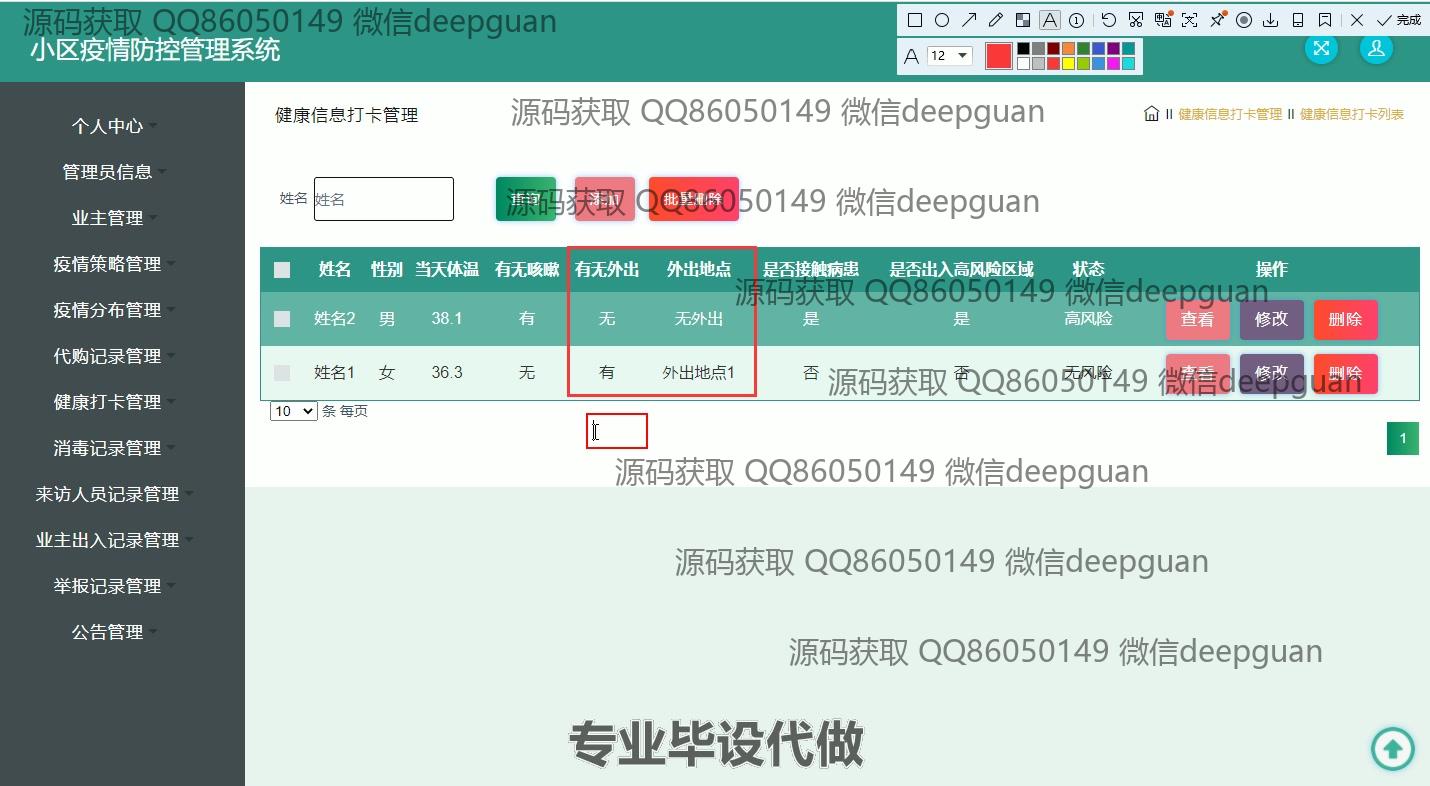 源码获取 QQ86050149 微信deepguan
小区疫情防控管理系统
完成
A 12
个人中心
管理员信息
业主管理
疫情策略管理
疫情分布管理
代购记录管理
健康打卡管理
消毒记录管理
来访人员记录管理
业主出入记录管理
举报记录管理
公告管理
健康信息打卡管理
源码获取 QQ86050149 微信deepguan
健康信息打卡管理 健康信息打卡列表
姓名 姓名 查询 添加 批量删除
源码获取 QQ86050149 微信deepguan
姓名 性别 当天体温 有无咳嗽 有无外出 外出地点 是否接触病患 是否出入高风险区域 状态 操作
源码获取 QQ86050149 微信deepguan
姓名2 男 38.1 有 无 无外出 是 是 高风险 查看 修改 删除
姓名1 女 36.3 无 有 外出地点1 否 否 无风险 查看 修改 删除
源码获取 QQ86050149 微信deepguan
10 条 每页
1
源码获取 QQ86050149 微信deepguan
源码获取 QQ86050149 微信deepguan
源码获取 QQ86050149 微信deepguan
专业毕设代做